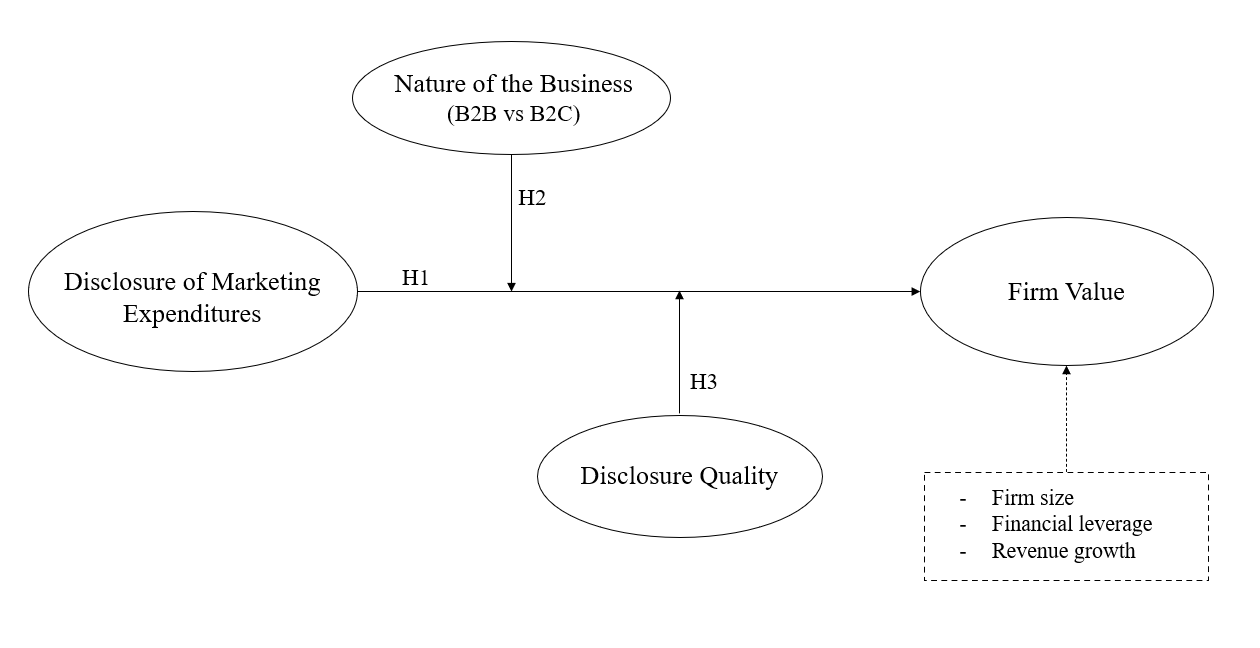 Nature of the Business
(B2B vs B2C)
H2
Disclosure of Marketing
Expenditures
H1
Firm Value
H3
Disclosure Quality
- Firm size
- Financial leverage
- Revenue growth